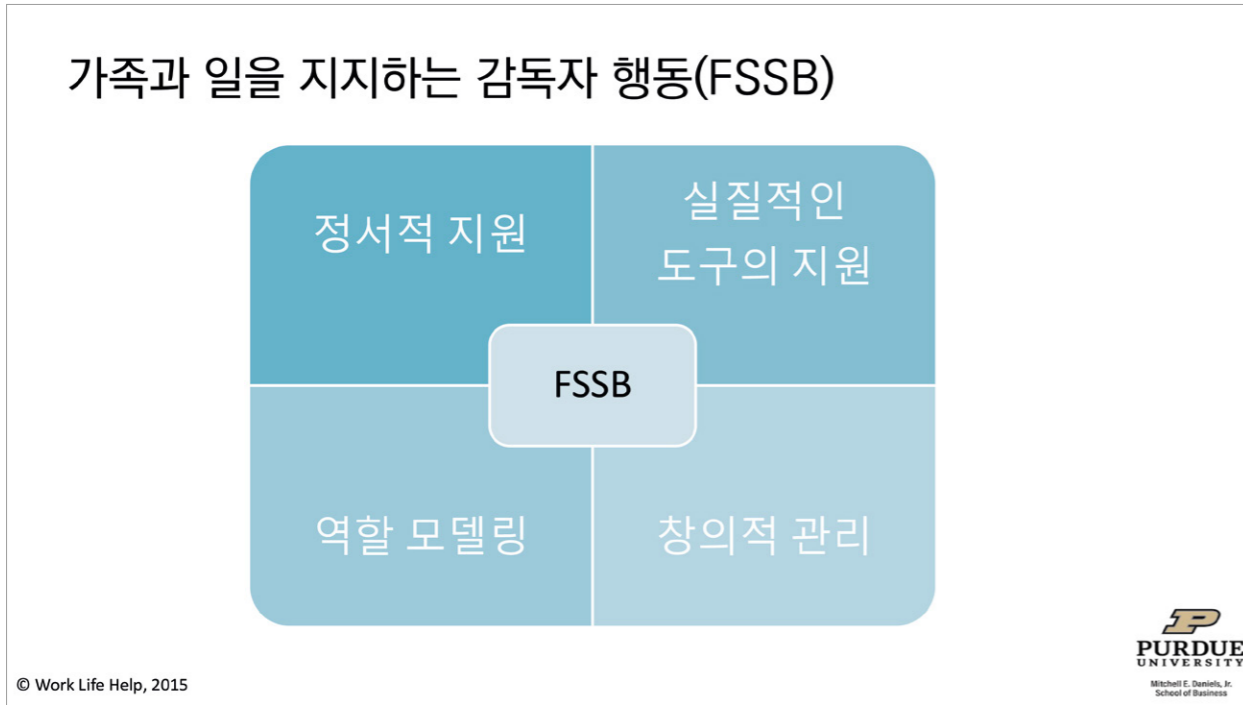 가족과 일을 지지하는 감독자 행동(FSSB)
정서적 지원
실질적인
도구의 지원
FSSB
역할 모델링
창의적 관리
© Work Life Help, 2015
P
PURDUE
UNIVERSITY
Mitchell E. Daniels, Jr.
School of Business